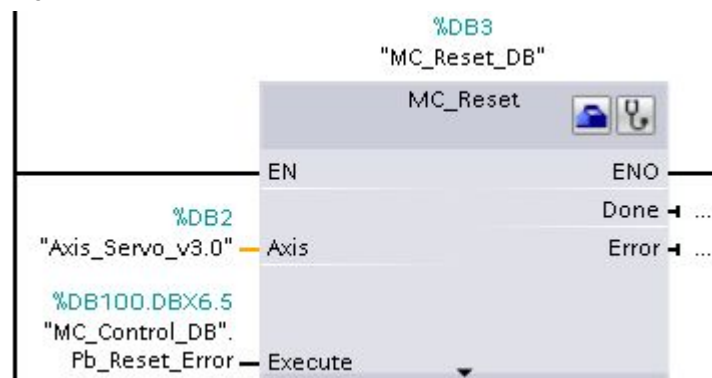 %DB3
"MC_Reset_DB"
MC_Reset
EN
ENO
%DB2
Done
...
"Axis_Servo_v3.0"
Axis
Error
...
%DB100.DBX6.5
"MC_Control_DB".
Pb_Reset_Error
Execute